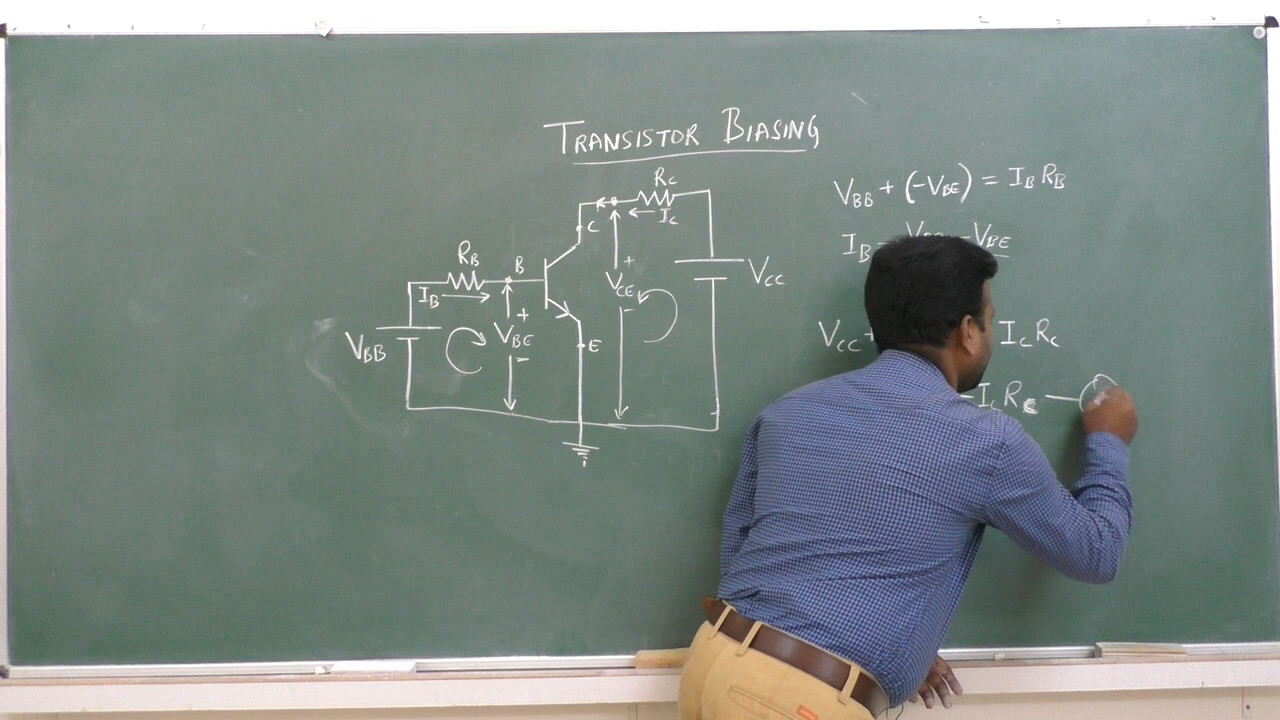 TRANSISTOR BIASING
RC
IC
C
RB
B
IB
+
VBE
-
VBB
E
+
VCE
-
VCC
VBB + (-VBE) = IB RB
IB = -VBE
VCC + IC RC
-IC RC —